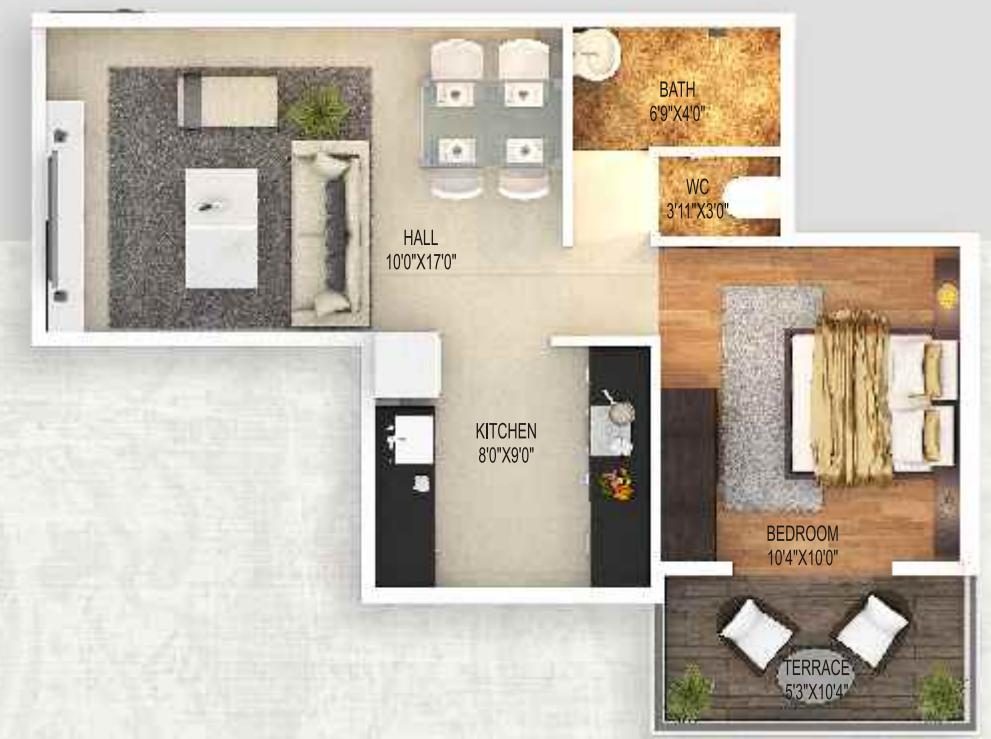 BATH
6'9"X4'0"
WC
3'11"X3'0"
HALL
10'0"X17'0"
KITCHEN
8'0"X9'0"
BEDROOM
10'4"X10'0"
TERRACE
5'3"X10'4"